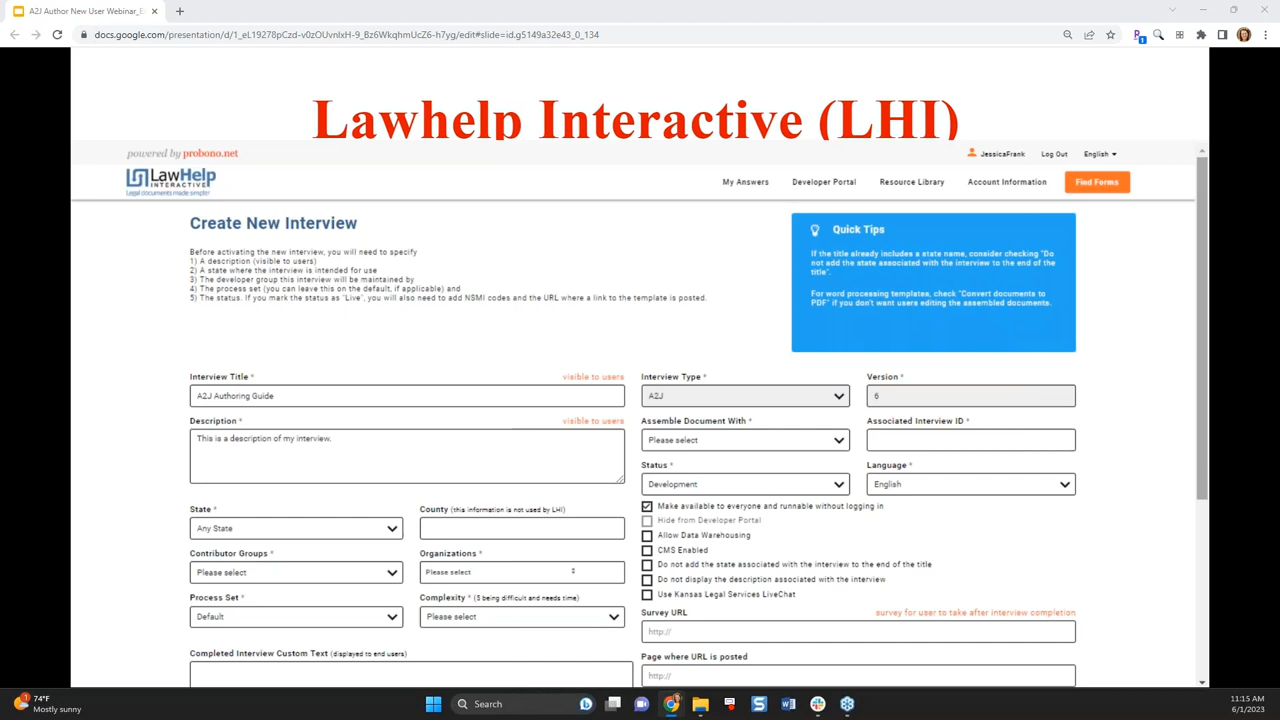 A2J Author New User Webinar_E
docs.google.com/presentation/d/1_eL19278pCzd-v0zOUvnlxH-9_Bz6WkqhmUcZ6-h7yg/edit#slide=id.g5149a32e43_0_134
Lawhelp Interactive (LHI)
powered by probono.net
JessicaFrank Log Out English
LawHelp
INTERACTIVE
Legal documents made simpler
My Answers Developer Portal Resource Library Account Information Find Forms
Create New Interview
Before activating the new interview, you will need to specify
1) A description (visible to users)
2) A state where the interview is intended for use
3) The developer group this interview will be maintained by
4) The process set (you can leave this on the default, if applicable) and
5) The status. If you mark the status as "Live", you will also need to add NSMI codes and the URL where a link to the template is posted.
Quick Tips
If the title already includes a state name, consider checking "Do
not add the state associated with the interview to the end of the
title".
For word processing templates, check "Convert documents to
PDF" if you don't want users editing the assembled documents.
Interview Title * visible to users
A2J Authoring Guide
Description * visible to users
This is a description of my interview.
State * County (this information is not used by LHI)
Any State
Contributor Groups * Organizations *
Please select Please select
Process Set * Complexity * (5 being difficult and needs time)
Default Please select
Completed Interview Custom Text (displayed to end users)
Interview Type * Version *
A2J 6
Assemble Document With * Associated Interview ID *
Please select
Status * Language *
Development English
Make available to everyone and runnable without logging in
Hide from Developer Portal
Allow Data Warehousing
CMS Enabled
Do not add the state associated with the interview to the end of the title
Do not display the description associated with the interview
Use Kansas Legal Services LiveChat
Survey URL survey for user to take after interview completion
http://
Page where URL is posted
http://
1
74°F
Mostly sunny
Search
11:15 AM
6/1/2023